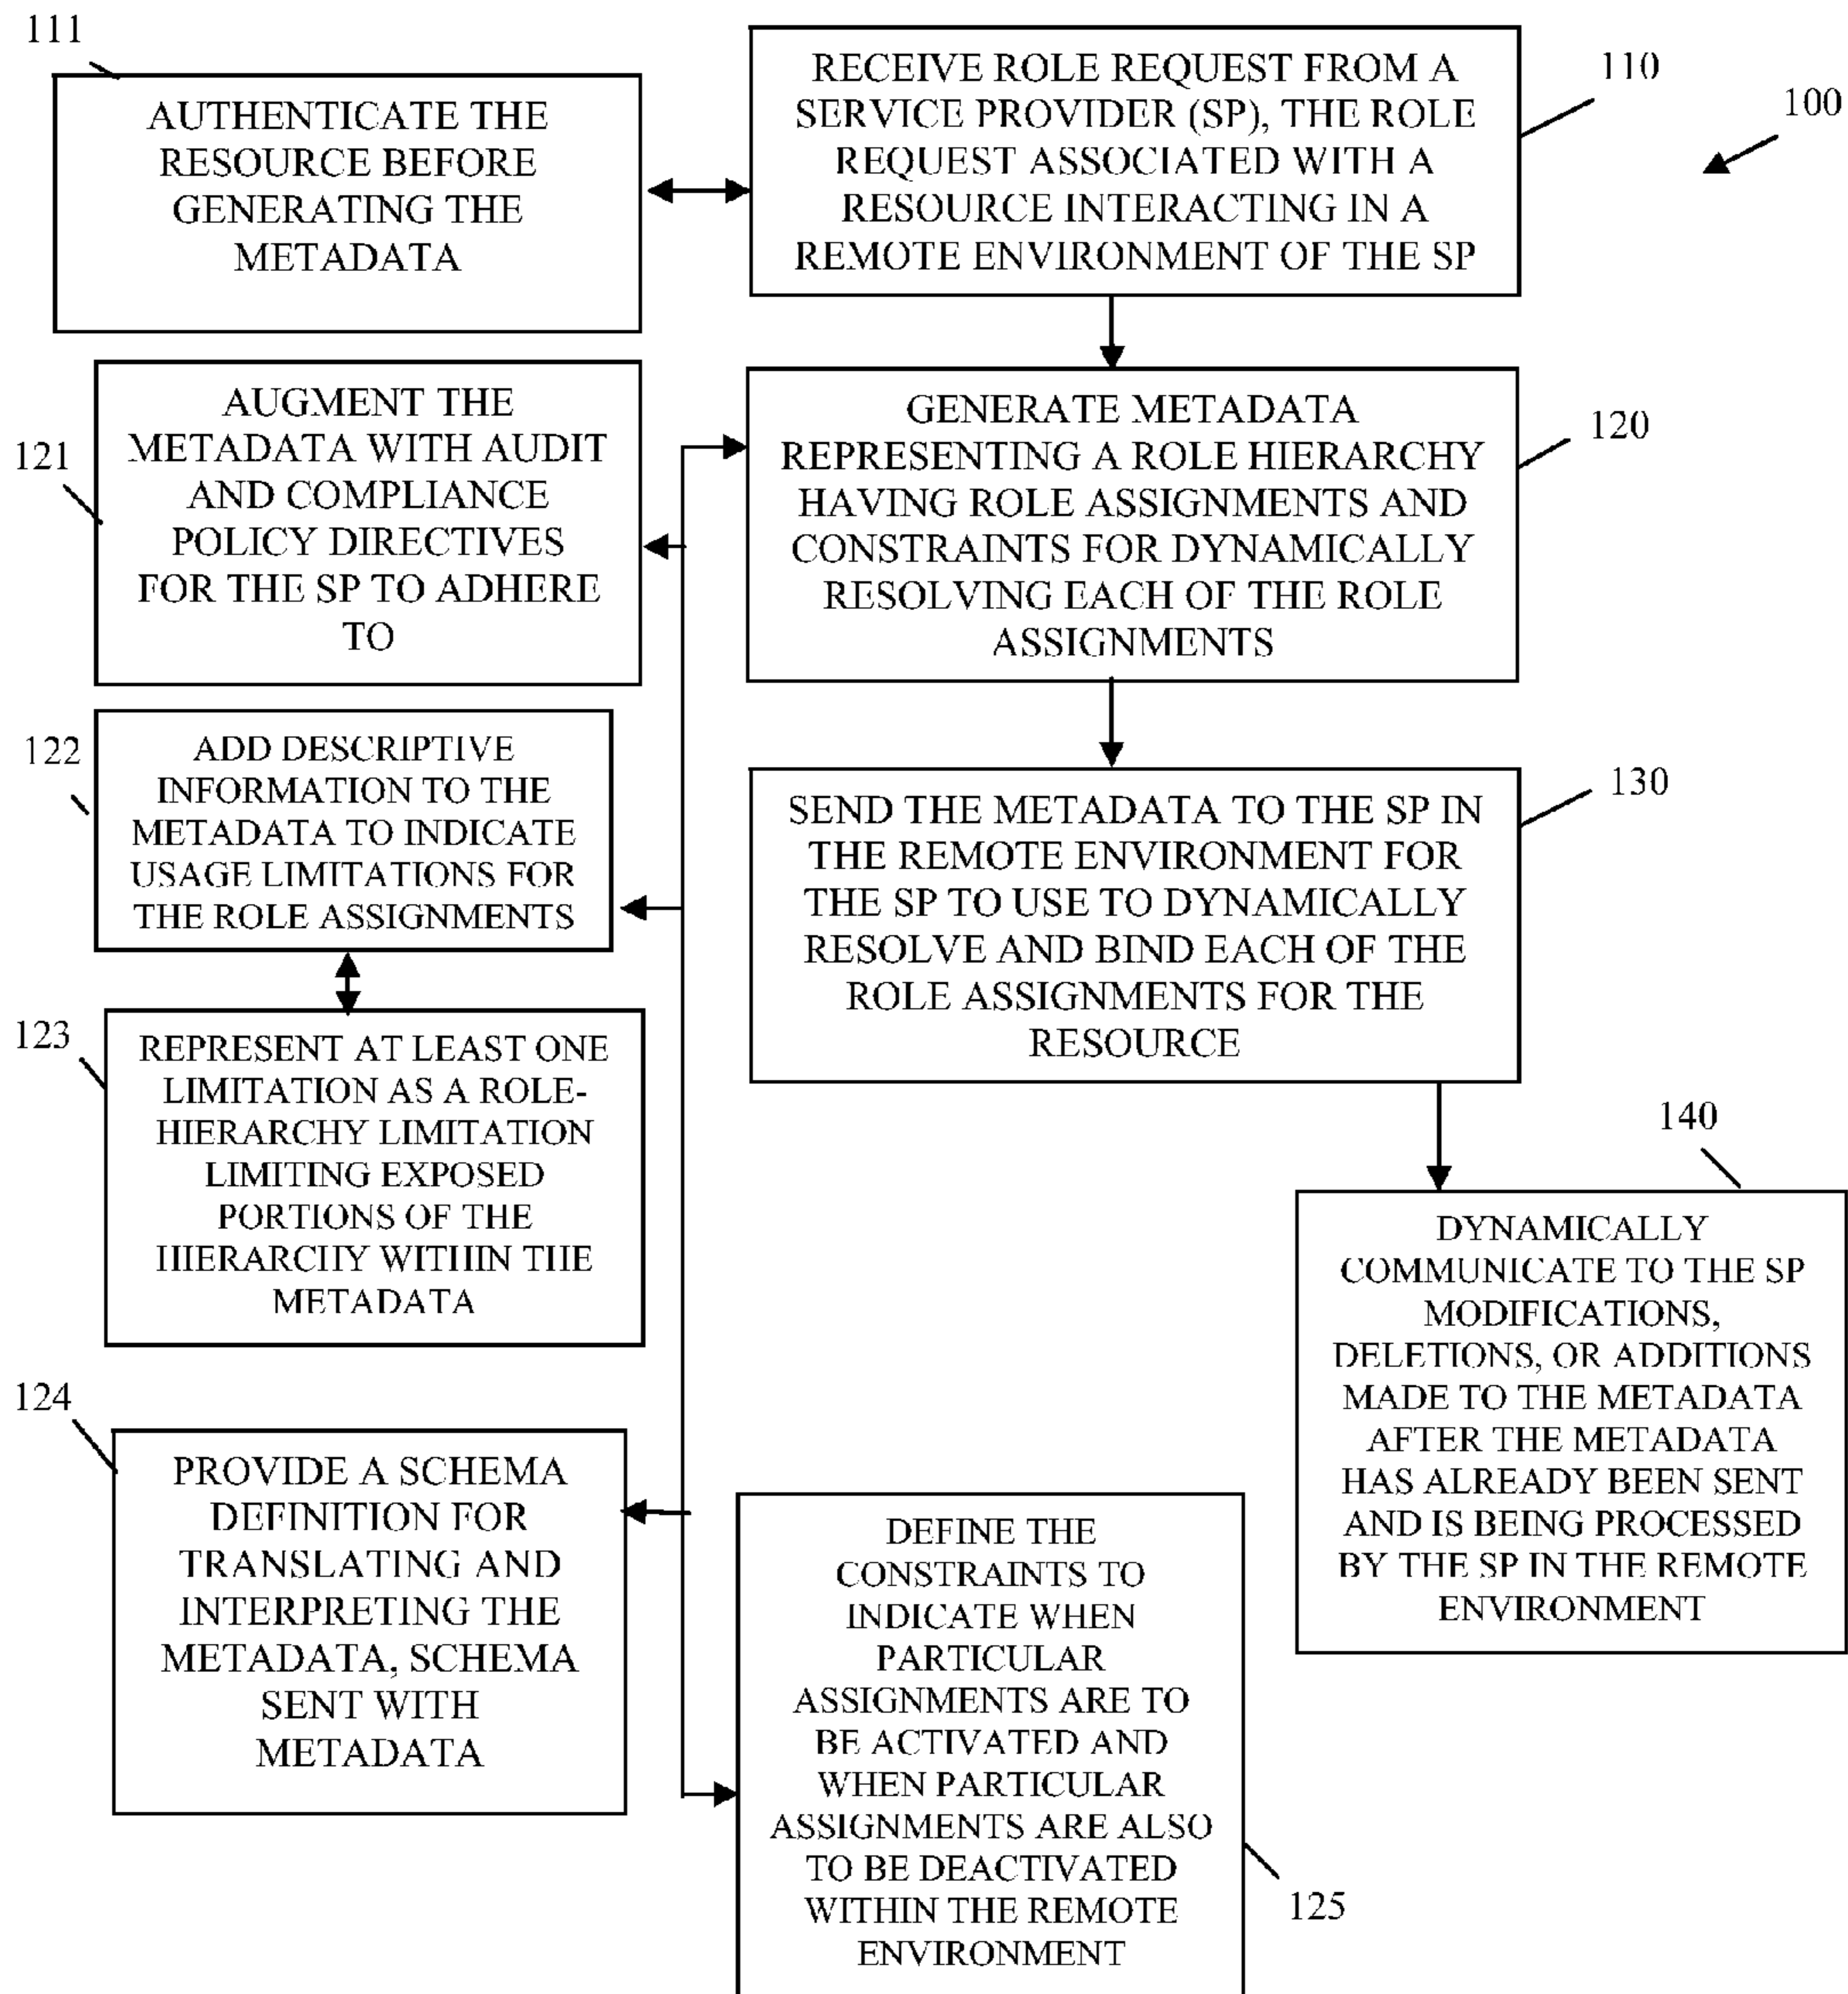 111
AUTHENTICATE THE
RESOURCE BEFORE
GENERATING THE
METADATA
RECEIVE ROLE REQUEST FROM A
SERVICE PROVIDER (SP), THE ROLE
REQUEST ASSOCIATED WITH A
RESOURCE INTERACTING IN A
REMOTE ENVIRONMENT OF THE SP
110
100
121
AUGMENT THE
METADATA WITH AUDIT
AND COMPLIANCE
POLICY DIRECTIVES
FOR THE SP TO ADHERE
TO
GENERATE METADATA
REPRESENTING A ROLE HIERARCHY
HAVING ROLE ASSIGNMENTS AND
CONSTRAINTS FOR DYNAMICALLY
RESOLVING EACH OF THE ROLE
ASSIGNMENTS
120
122
ADD DESCRIPTIVE
INFORMATION TO THE
METADATA TO INDICATE
USAGE LIMITATIONS FOR
THE ROLE ASSIGNMENTS
SEND THE METADATA TO THE SP IN
THE REMOTE ENVIRONMENT FOR
THE SP TO USE TO DYNAMICALLY
RESOLVE AND BIND EACH OF THE
ROLE ASSIGNMENTS FOR THE
RESOURCE
130
123
REPRESENT AT LEAST ONE
LIMITATION AS A ROLE-
HIERARCHY LIMITATION
LIMITING EXPOSED
PORTIONS OF THE
HIERARCHY WITHIN THE
METADATA
140
DYNAMICALLY
COMMUNICATE TO THE SP
MODIFICATIONS,
DELETIONS, OR ADDITIONS
MADE TO THE METADATA
AFTER THE METADATA
HAS ALREADY BEEN SENT
AND IS BEING PROCESSED
BY THE SP IN THE REMOTE
ENVIRONMENT
124
PROVIDE A SCHEMA
DEFINITION FOR
TRANSLATING AND
INTERPRETING THE
METADATA, SCHEMA
SENT WITH
METADATA
DEFINE THE
CONSTRAINTS TO
INDICATE WHEN
PARTICULAR
ASSIGNMENTS ARE TO
BE ACTIVATED AND
WHEN PARTICULAR
ASSIGNMENTS ARE ALSO
TO BE DEACTIVATED
WITHIN THE REMOTE
ENVIRONMENT
125